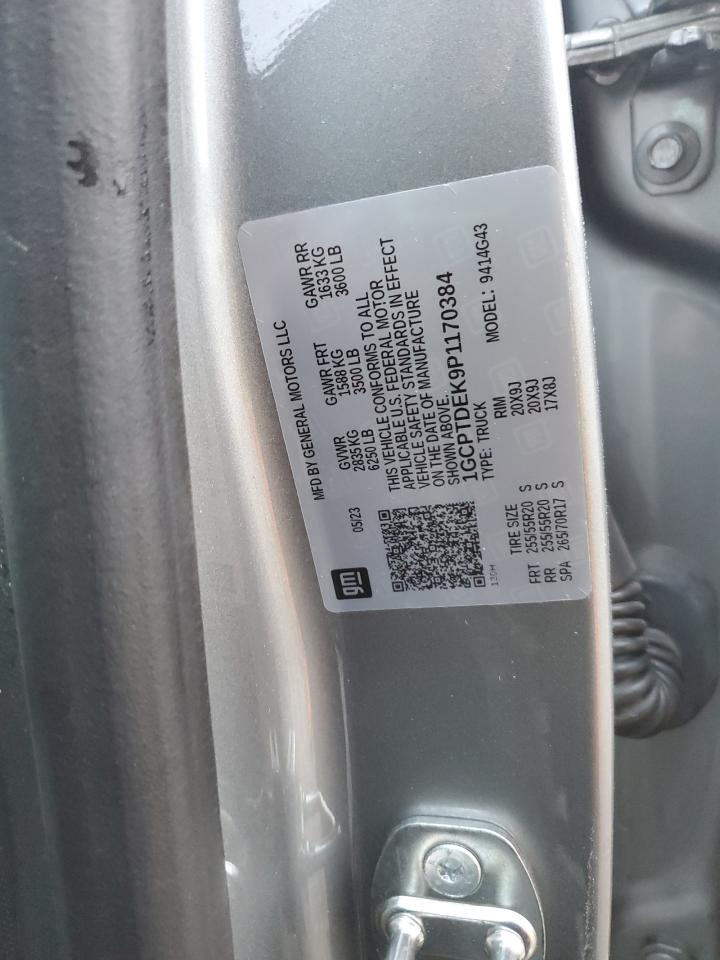 MFD BY GENERAL MOTORS LLC
gm
05/23
GVWR GAWR FRT GAWR RR
2835 KG 1588 KG 1633 KG
6250 LB 3500 LB 3600 LB
THIS VEHICLE CONFORMS TO ALL
APPLICABLE U.S. FEDERAL MOTOR
VEHICLE SAFETY STANDARDS IN EFFECT
ON THE DATE OF MANUFACTURE
SHOWN ABOVE.
1GCPTDEK9P1170384
TYPE: TRUCK MODEL: 9414G43
TIRE SIZE RIM
FRT 255/55R20 S 20X9J
RR 255/55R20 S 20X9J
SPA 265/70R17 S 17X8J